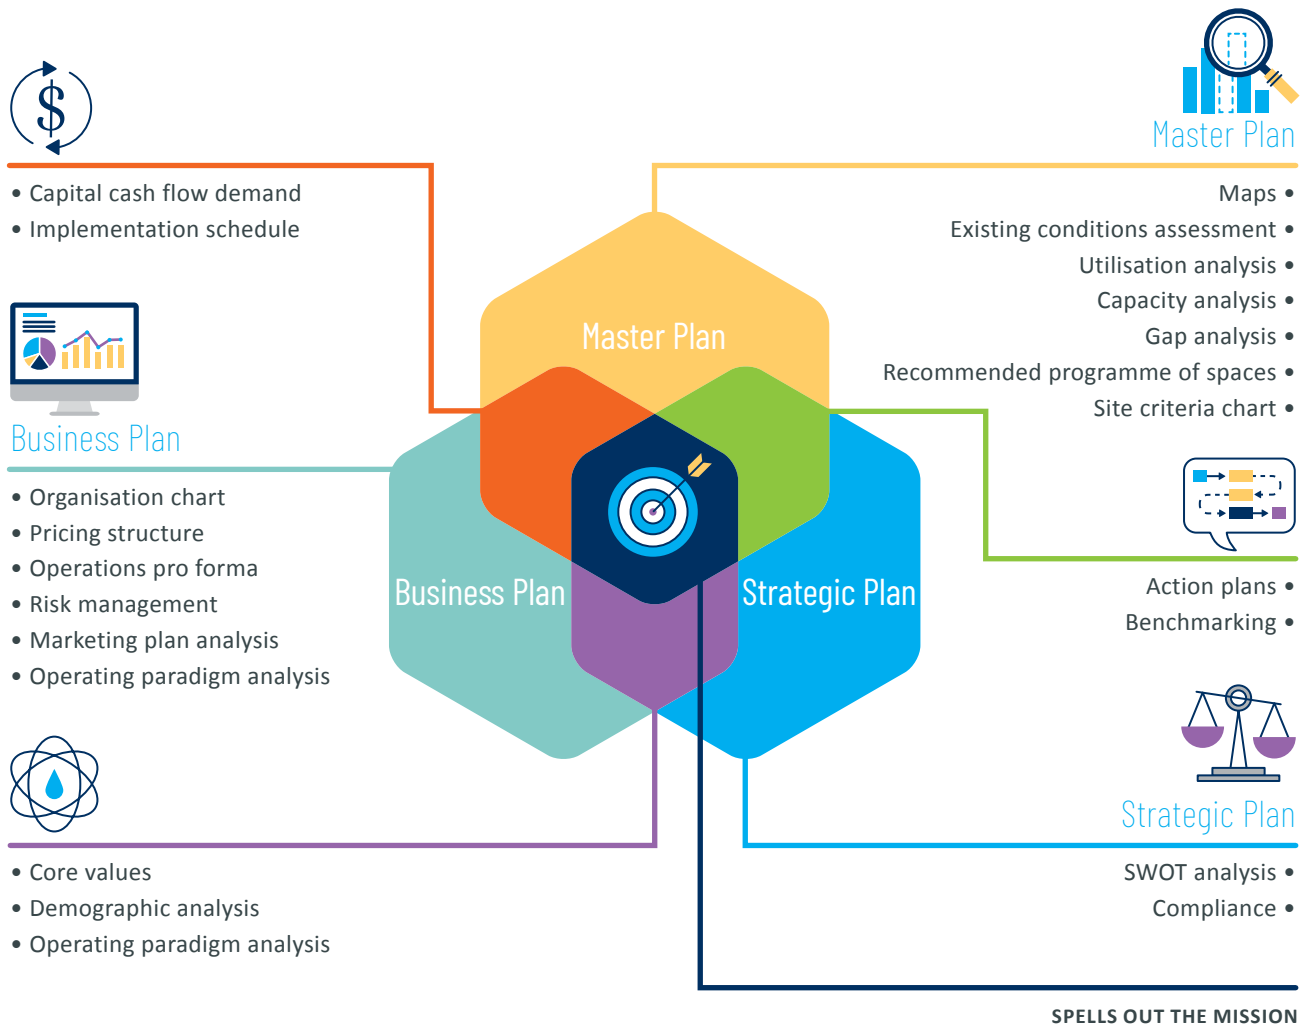 $
• Capital cash flow demand
• Implementation schedule
Business Plan
• Organisation chart
• Pricing structure
• Operations pro forma
• Risk management
• Marketing plan analysis
• Operating paradigm analysis
• Core values
• Demographic analysis
• Operating paradigm analysis
Master Plan
Business Plan
Strategic Plan
Master Plan
Maps •
Existing conditions assessment •
Utilisation analysis •
Capacity analysis •
Gap analysis •
Recommended programme of spaces •
Site criteria chart •
Action plans •
Benchmarking •
Strategic Plan
SWOT analysis •
Compliance •
SPELLS OUT THE MISSION